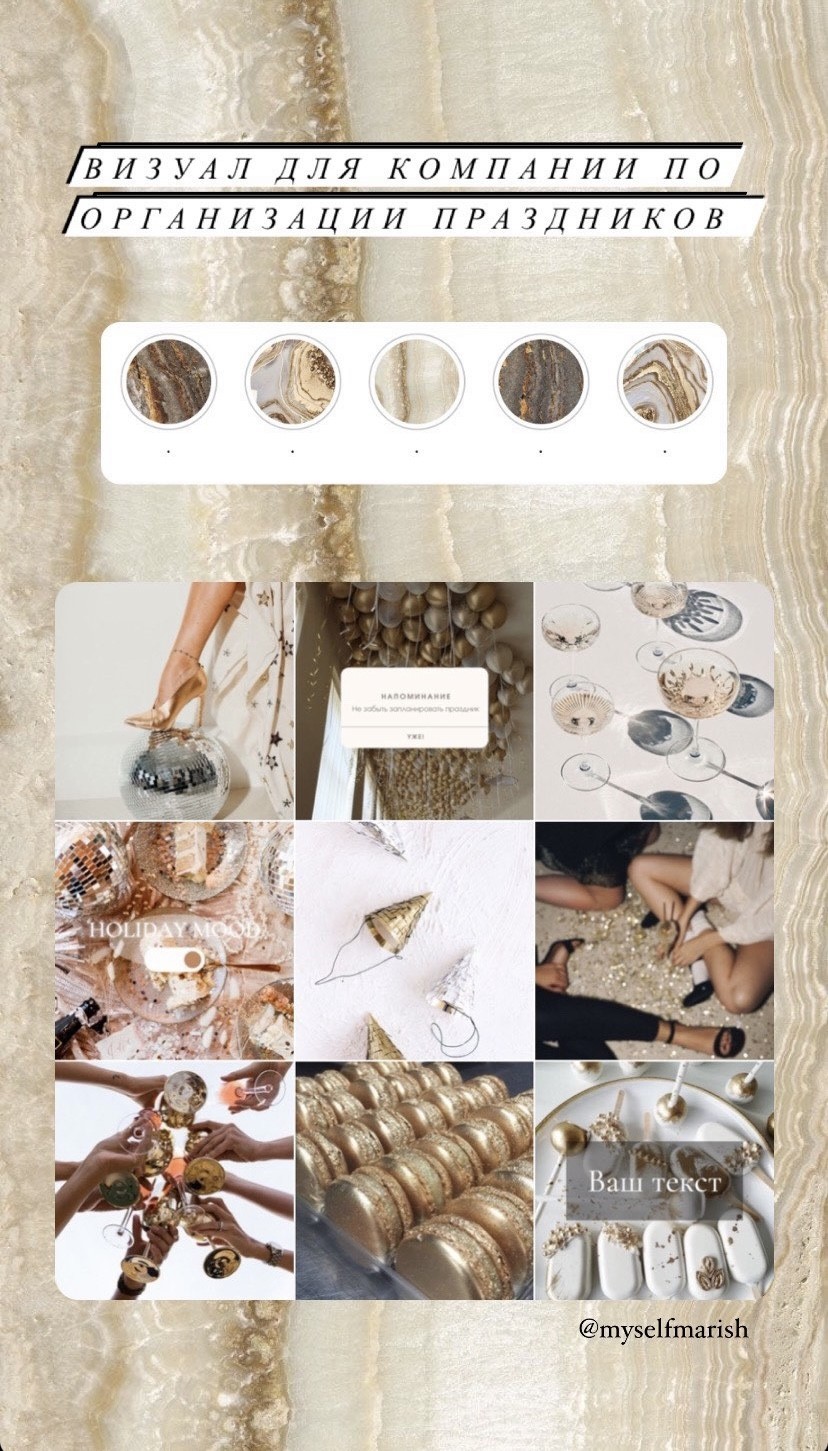 ВИЗУАЛ ДЛЯ КОМПАНИИ ПО
ОРГАНИЗАЦИИ ПРАЗДНИКОВ
НАПОМИНАНИЕ
Не забыть запланировать праздник
УЖЕ!
HOLIDAY MOOD
Ваш текст
@myselfmarish